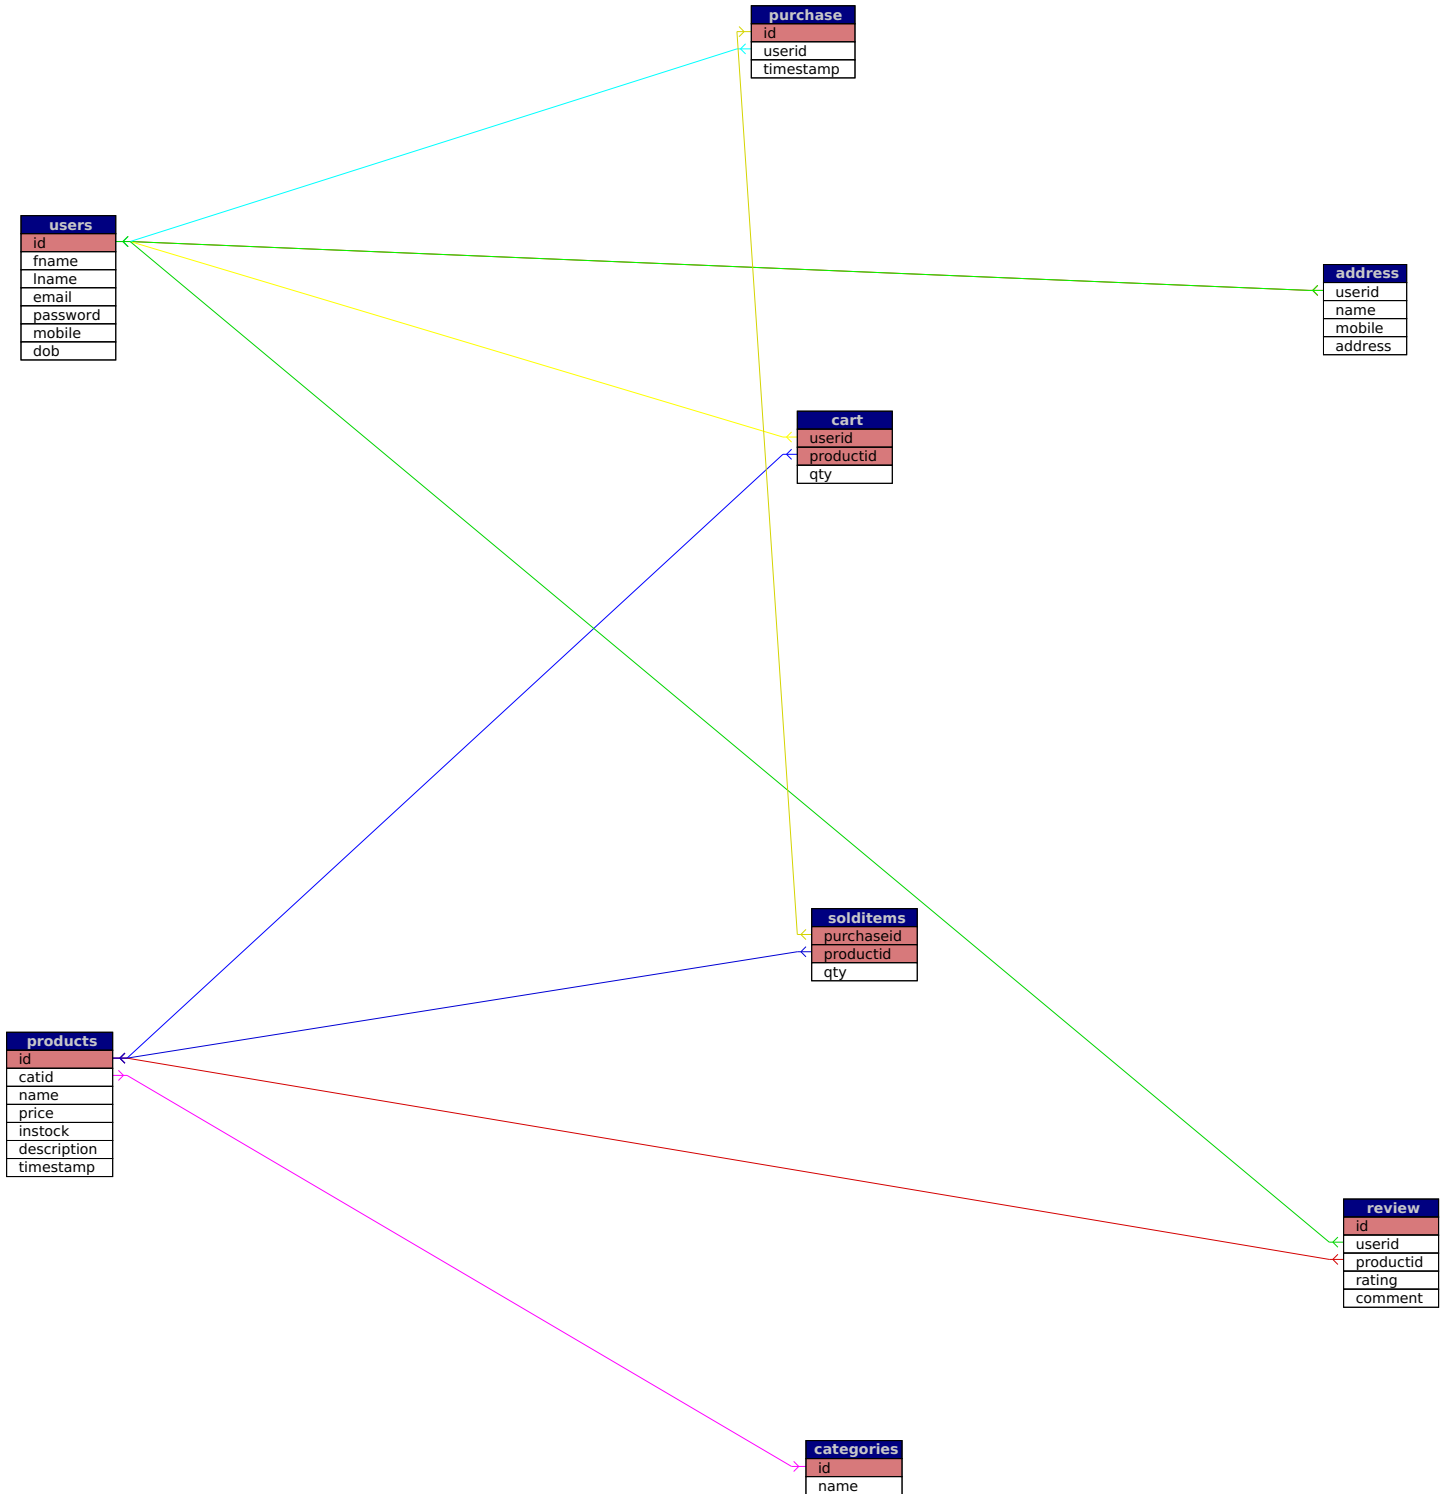 purchase
id
userid
timestamp
users
id
fname
lname
email
password
mobile
dob
address
userid
name
mobile
address
cart
userid
productid
qty
solditems
purchaseid
productid
qty
products
id
catid
name
price
instock
description
timestamp
review
id
userid
productid
rating
comment
categories
id
name